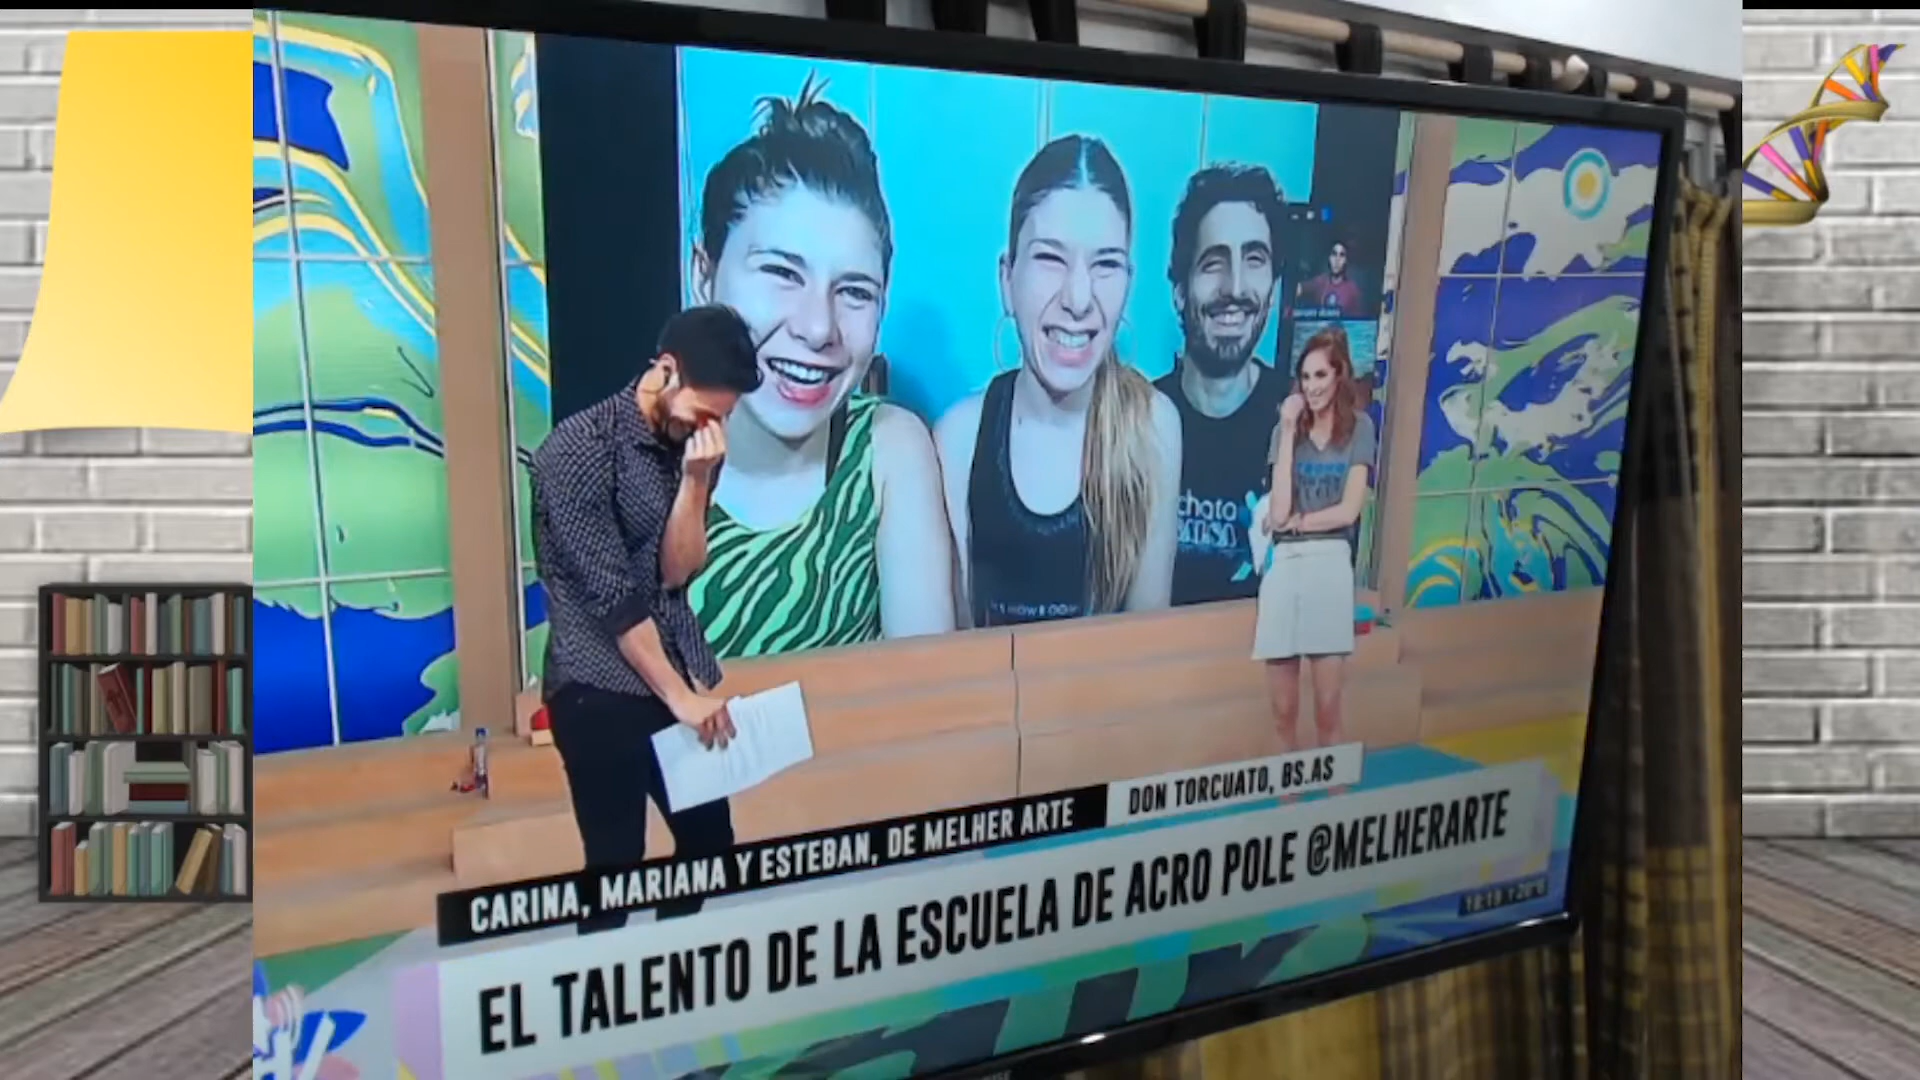 chata
CARINA, MARIANA Y ESTEBAN, DE MELHER ARTE
DON TORCUATO, BS.AS
EL TALENTO DE LA ESCUELA DE ACRO POLE @MELHERARTE